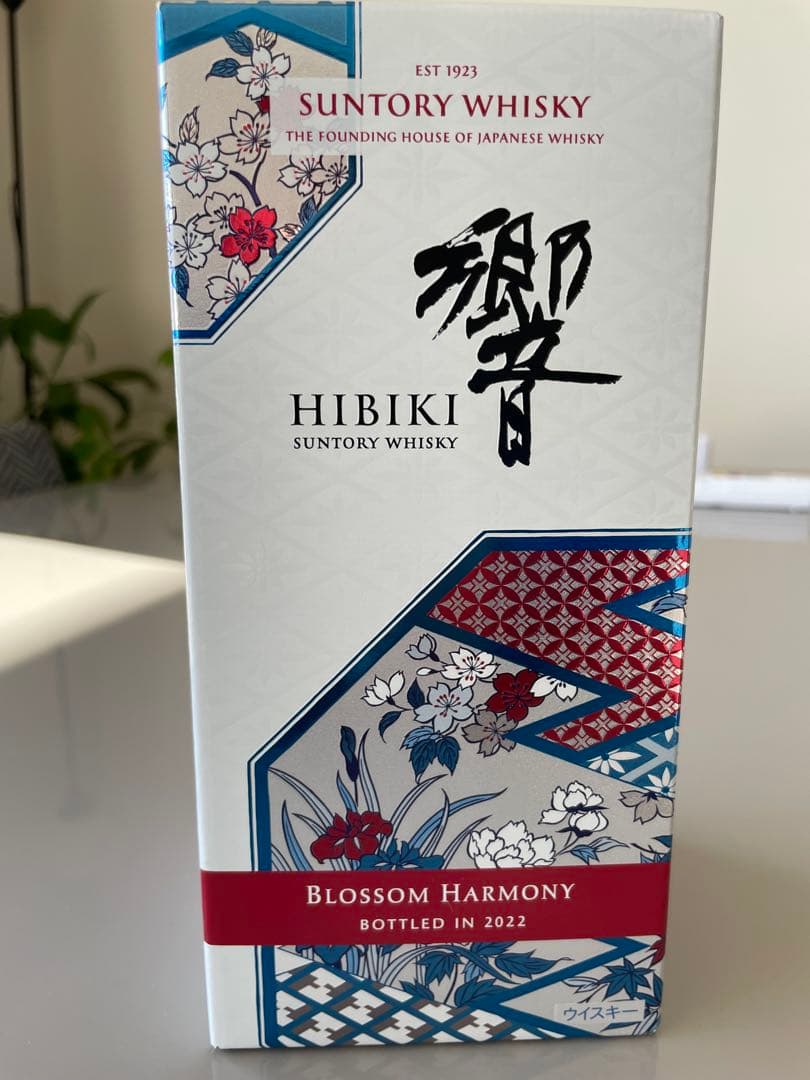 EST 1923
SUNTORY WHISKY
THE FOUNDING HOUSE OF JAPANESE WHISKY
響
HIBIKI
SUNTORY WHISKY
BLOSSOM HARMONY
BOTTLED IN 2022
ウイスキー